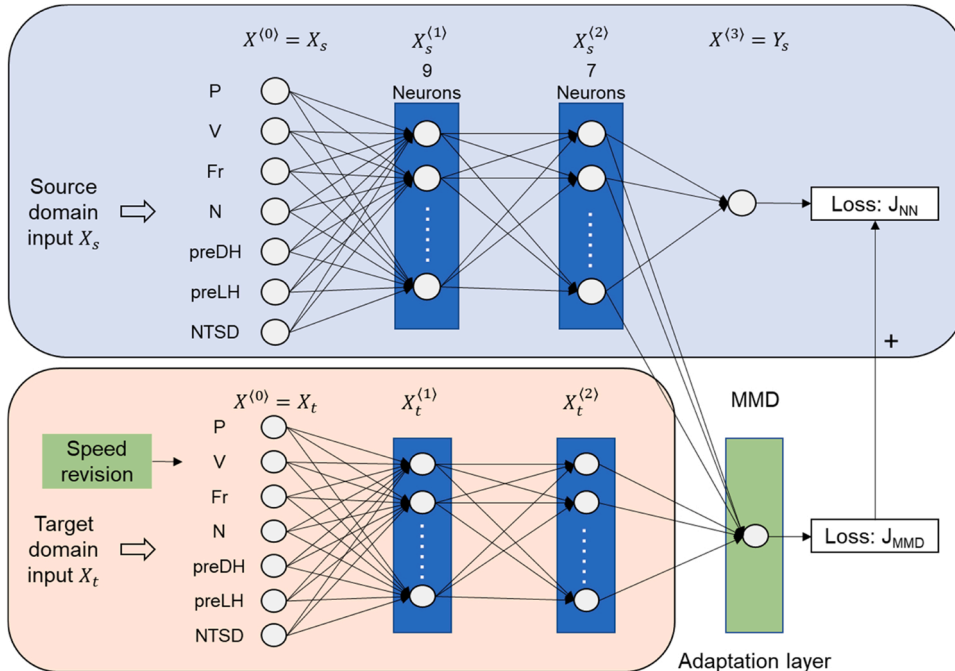 X⟨0⟩ = Xₛ
Xₛ⟨1⟩
Xₛ⟨2⟩
X⟨3⟩ = Yₛ
9
Neurons
7
Neurons
P
V
Fr
N
preDH
preLH
NTSD
Source
domain
input Xₛ
Loss: J_NN
+
X⟨0⟩ = Xₜ
Xₜ⟨1⟩
Xₜ⟨2⟩
MMD
P
V
Fr
N
preDH
preLH
NTSD
Speed
revision
Target
domain
input Xₜ
Loss: J_MMD
Adaptation layer